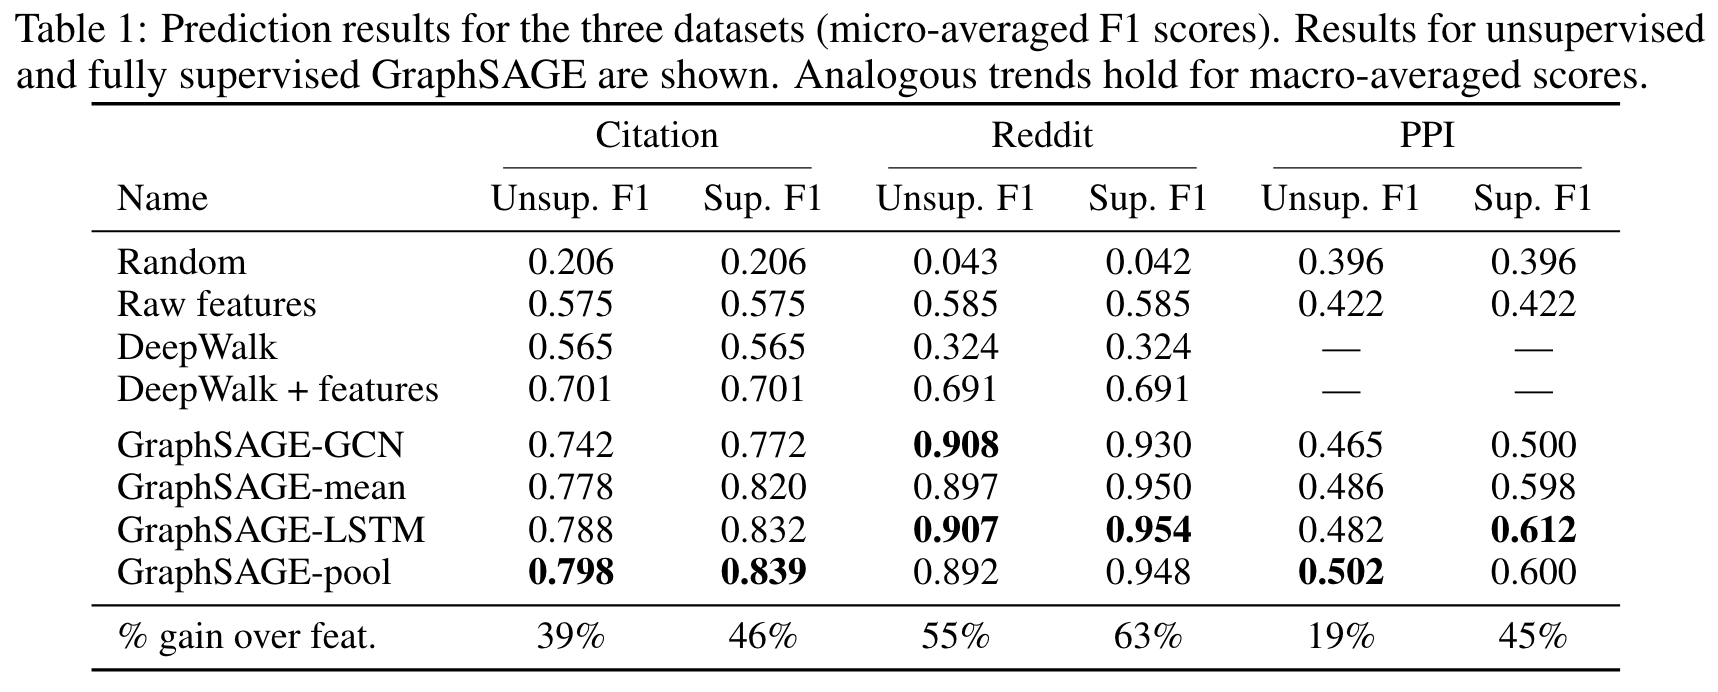 Table 1: Prediction results for the three datasets (micro-averaged F1 scores). Results for unsupervised
and fully supervised GraphSAGE are shown. Analogous trends hold for macro-averaged scores.
Citation Reddit PPI
Name Unsup. F1 Sup. F1 Unsup. F1 Sup. F1 Unsup. F1 Sup. F1
Random 0.206 0.206 0.043 0.042 0.396 0.396
Raw features 0.575 0.575 0.585 0.585 0.422 0.422
DeepWalk 0.565 0.565 0.324 0.324 — —
DeepWalk + features 0.701 0.701 0.691 0.691 — —
GraphSAGE-GCN 0.742 0.772 0.908 0.930 0.465 0.500
GraphSAGE-mean 0.778 0.820 0.897 0.950 0.486 0.598
GraphSAGE-LSTM 0.788 0.832 0.907 0.954 0.482 0.612
GraphSAGE-pool 0.798 0.839 0.892 0.948 0.502 0.600
% gain over feat. 39% 46% 55% 63% 19% 45%